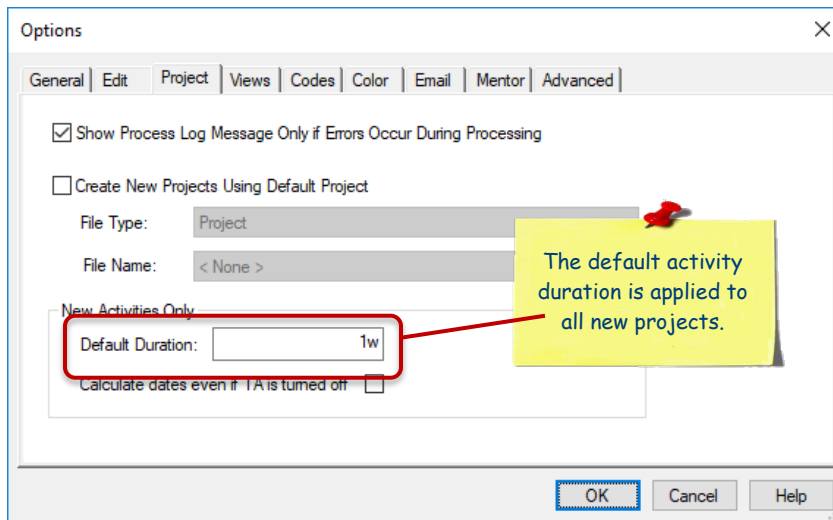 Options
General Edit Project Views Codes Color Email Mentor Advanced
Show Process Log Message Only if Errors Occur During Processing
Create New Projects Using Default Project
File Type: Project
File Name: < None >
The default activity
duration is applied to
all new projects.
New Activities Only
Default Duration: 1w
Calculate dates even if TA is turned off
OK Cancel Help